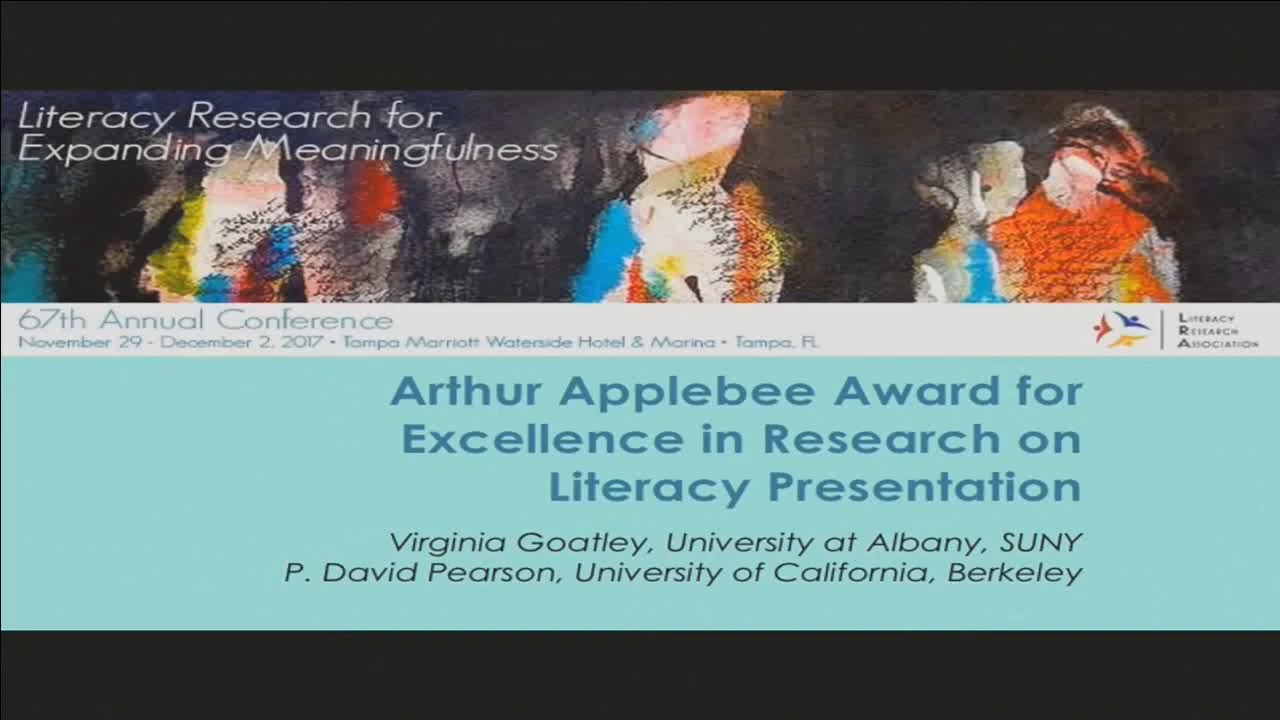 Literacy Research for
Expanding Meaningfulness
67th Annual Conference
November 29 - December 2, 2017 • Tampa Marriott Waterside Hotel & Marina • Tampa, FL
LITERACY
RESEARCH
ASSOCIATION
Arthur Applebee Award for
Excellence in Research on
Literacy Presentation
Virginia Goatley, University at Albany, SUNY
P. David Pearson, University of California, Berkeley